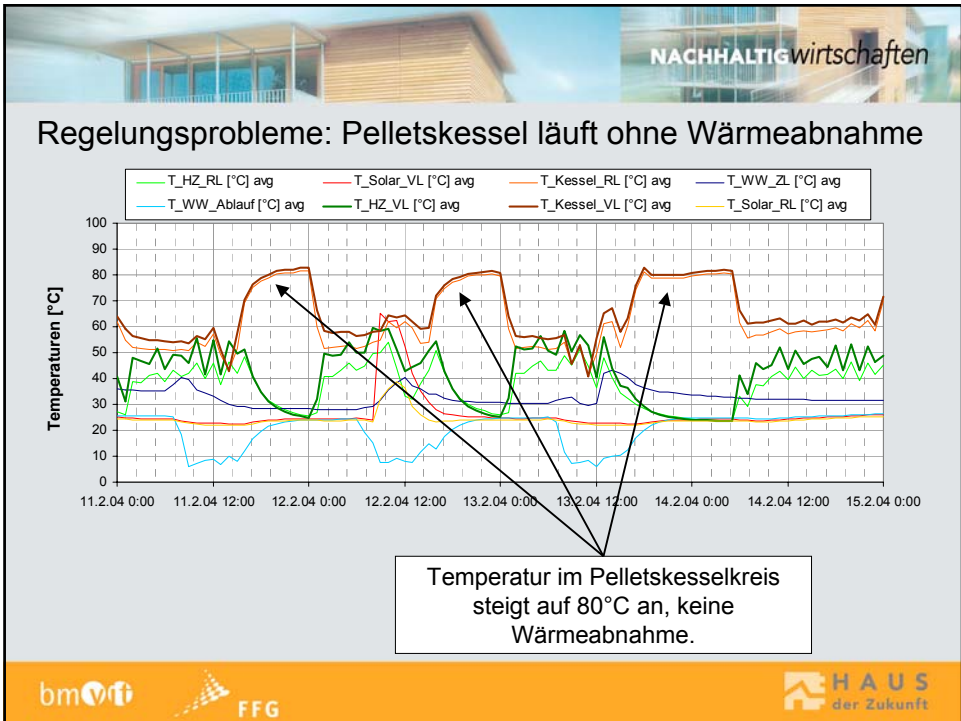 NACHHALTIGwirtschaften
Regelungsprobleme: Pelletskessel läuft ohne Wärmeabnahme
T_HZ_RL [°C] avg
T_Solar_VL [°C] avg
T_Kessel_RL [°C] avg
T_WW_ZL [°C] avg
T_WW_Ablauf [°C] avg
T_HZ_VL [°C] avg
T_Kessel_VL [°C] avg
T_Solar_RL [°C] avg
Temperaturen [°C]
100
90
80
70
60
50
40
30
20
10
0
11.2.04 0:00
11.2.04 12:00
12.2.04 0:00
12.2.04 12:00
13.2.04 0:00
13.2.04 12:00
14.2.04 0:00
14.2.04 12:00
15.2.04 0:00
Temperatur im Pelletskesselkreis
steigt auf 80°C an, keine
Wärmeabnahme.
bmvit
FFG
HAUS
der Zukunft